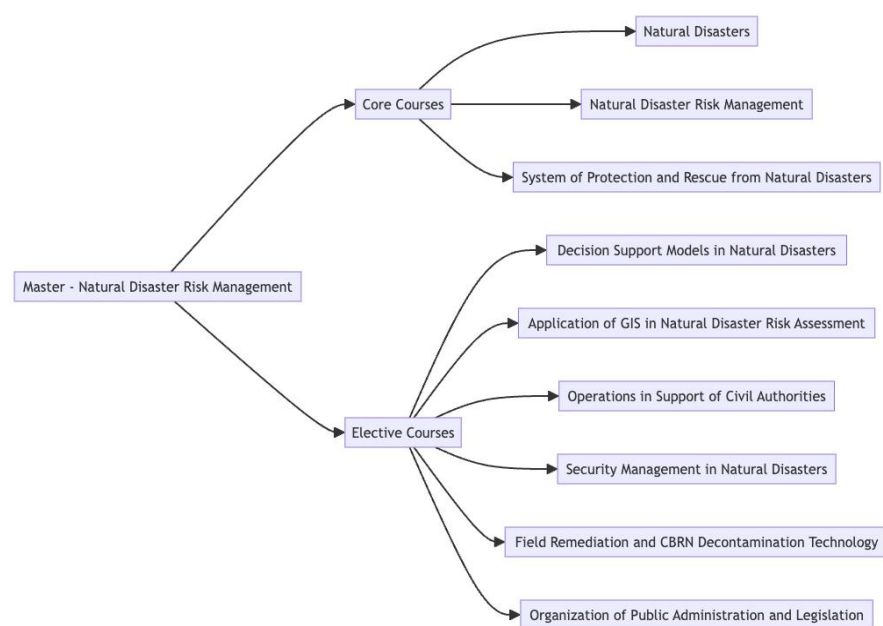 Natural Disasters
Core Courses
Natural Disaster Risk Management
System of Protection and Rescue from Natural Disasters
Master - Natural Disaster Risk Management
Decision Support Models in Natural Disasters
Application of GIS in Natural Disaster Risk Assessment
Operations in Support of Civil Authorities
Elective Courses
Security Management in Natural Disasters
Field Remediation and CBRN Decontamination Technology
Organization of Public Administration and Legislation